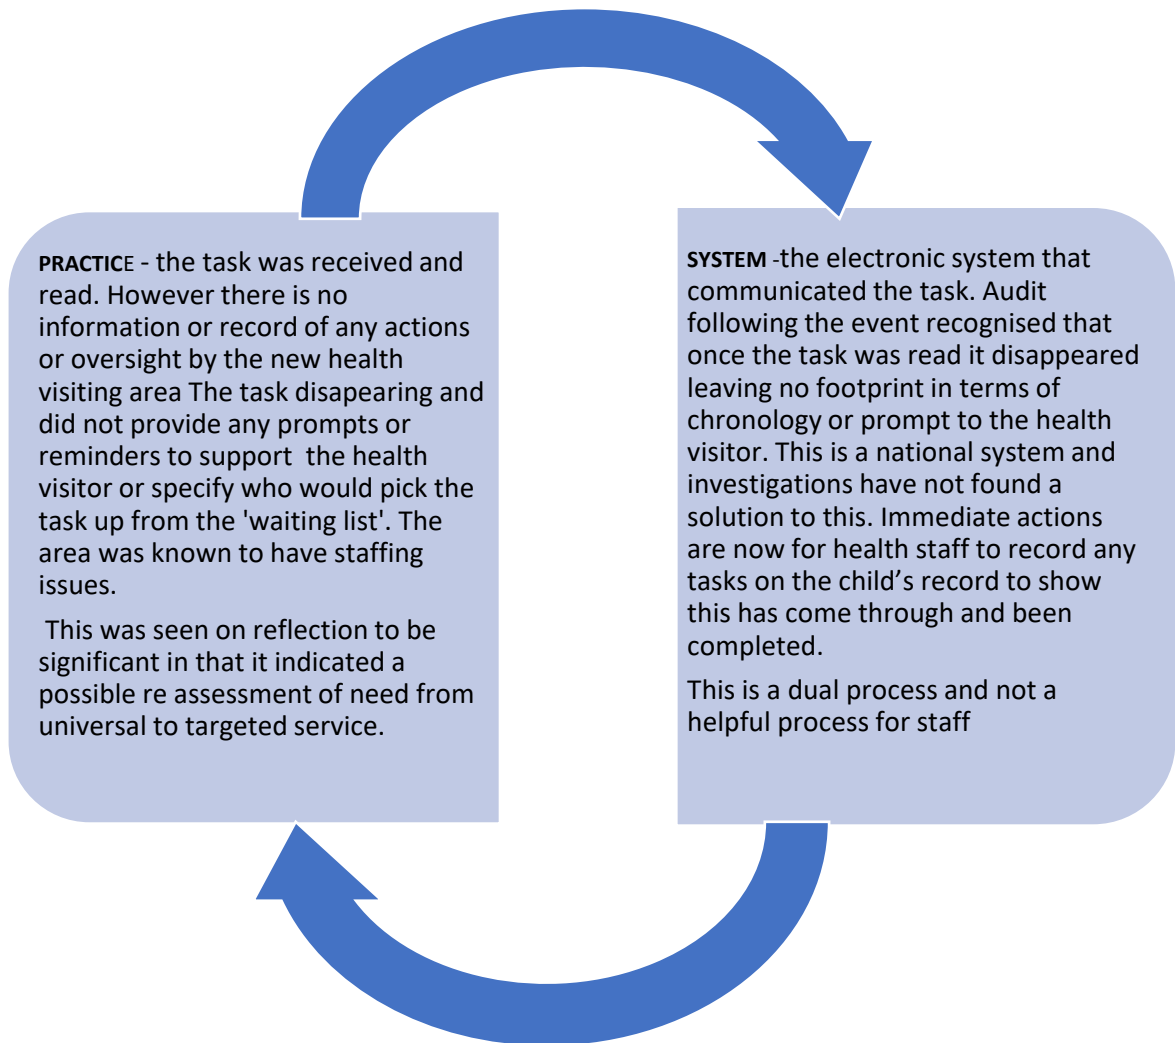 PRACTICE - the task was received and
read. However there is no
information or record of any actions
or oversight by the new health
visiting area The task disapearing and
did not provide any prompts or
reminders to support  the health
visitor or specify who would pick the
task up from the 'waiting list'. The
area was known to have staffing
issues.
This was seen on reflection to be
significant in that it indicated a
possible re assessment of need from
universal to targeted service.
SYSTEM -the electronic system that
communicated the task. Audit
following the event recognised that
once the task was read it disappeared
leaving no footprint in terms of
chronology or prompt to the health
visitor. This is a national system and
investigations have not found a
solution to this. Immediate actions
are now for health staff to record any
tasks on the child’s record to show
this has come through and been
completed.
This is a dual process and not a
helpful process for staff